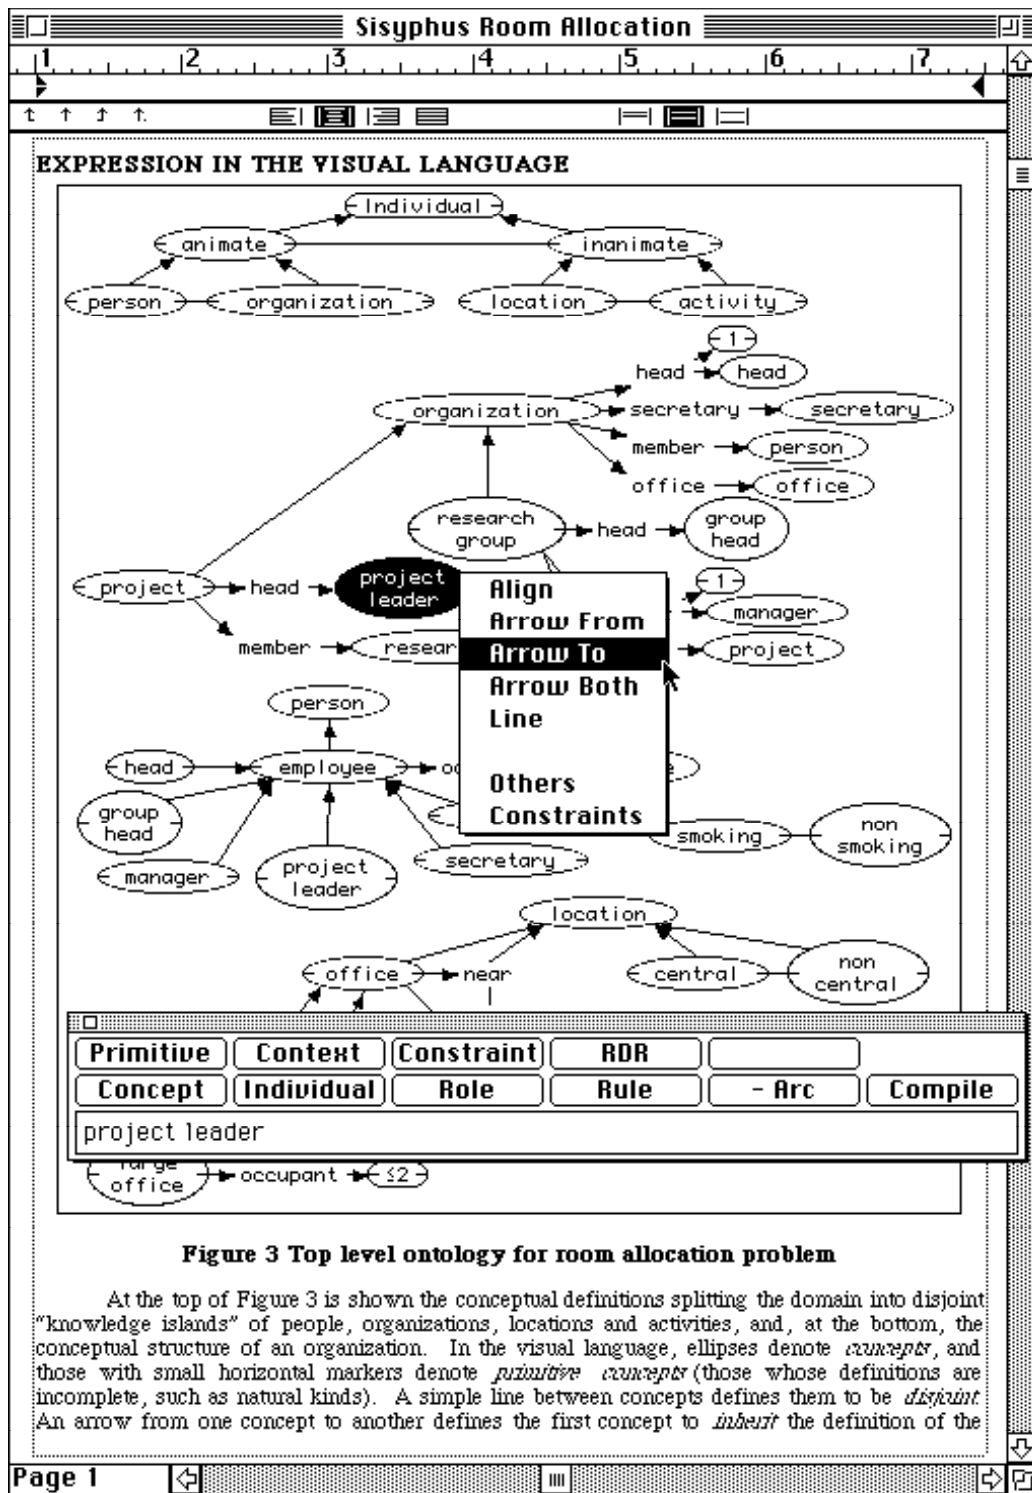 Sisyphus Room Allocation
1 2 3 4 5 6 7
EXPRESSION IN THE VISUAL LANGUAGE
Individual
animate inanimate
person organization location activity
1
head head
organization secretary secretary
member person
office office
research group head group head
project head project leader
1
manager
member project
person
head employee
group head
manager
project leader
secretary
smoking non smoking
location
office near central non central
Align
Arrow From
Arrow To
Arrow Both
Line
Others
Constraints
Primitive Context Constraint RDR
Concept Individual Role Rule - Arc Compile
project leader
large office occupant ≤2
Figure 3 Top level ontology for room allocation problem
At the top of Figure 3 is shown the conceptual definitions splitting the domain into disjoint
“knowledge islands” of people, organizations, locations and activities, and, at the bottom, the
conceptual structure of an organization. In the visual language, ellipses denote concepts, and
those with small horizontal markers denote primitive concepts (those whose definitions are
incomplete, such as natural kinds). A simple line between concepts defines them to be disjoint.
An arrow from one concept to another defines the first concept to inherit the definition of the
Page 1